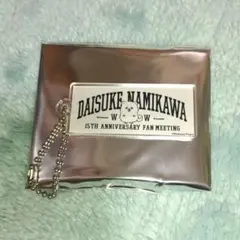 DAISUKE NAMIKAWA
W W
15TH ANNIVERSARY FAN MEETING